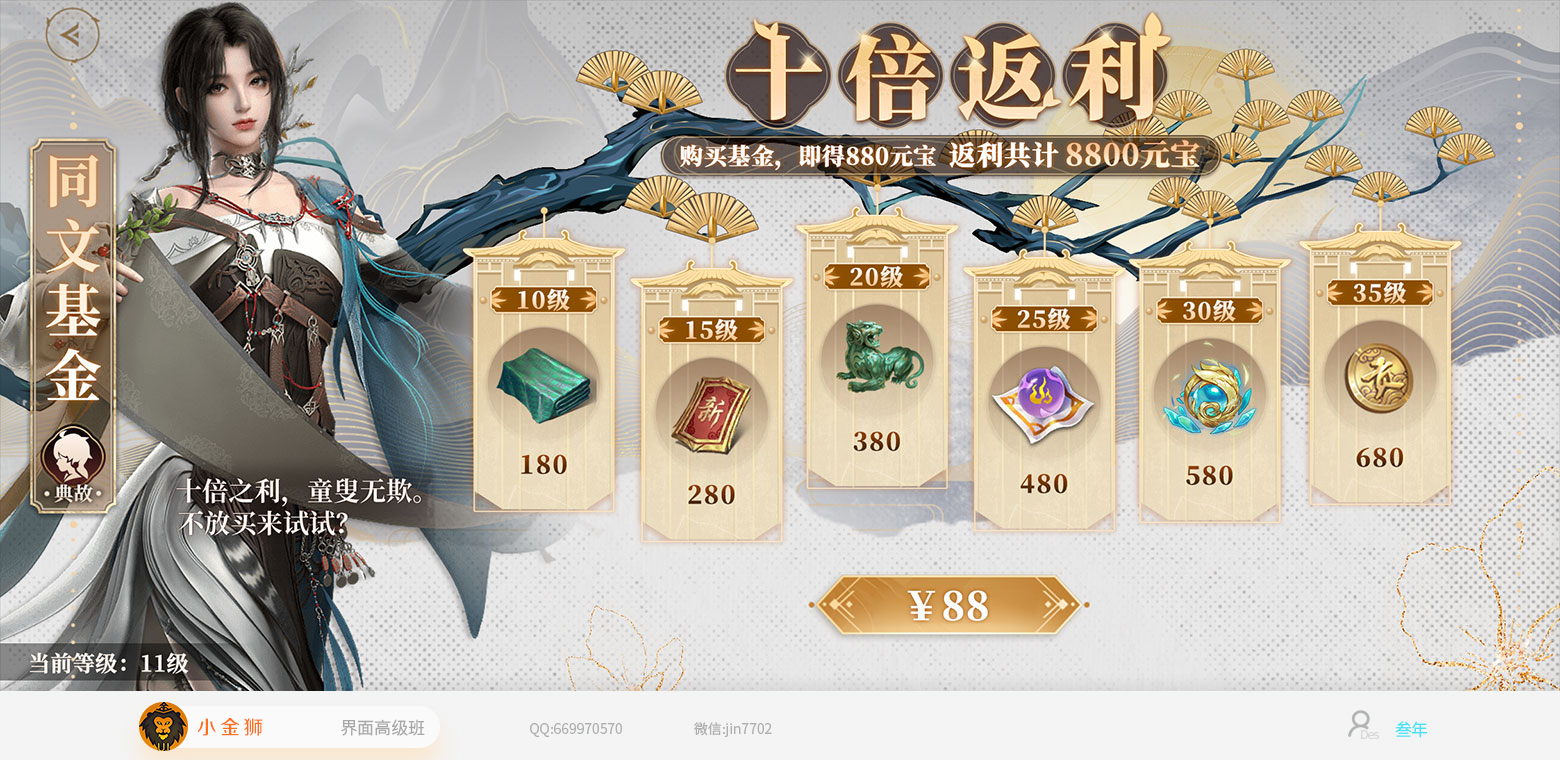 十倍返利
购买基金，即得880元宝 返利共计 8800元宝
同文基金
典故
10级
180
15级
新
280
20级
380
25级
480
30级
580
35级
680
十倍之利，童叟无欺。
不放买来试试？
¥88
当前等级：11级
小金狮
界面高级班
QQ:669970570
微信:jin7702
Des
叁年